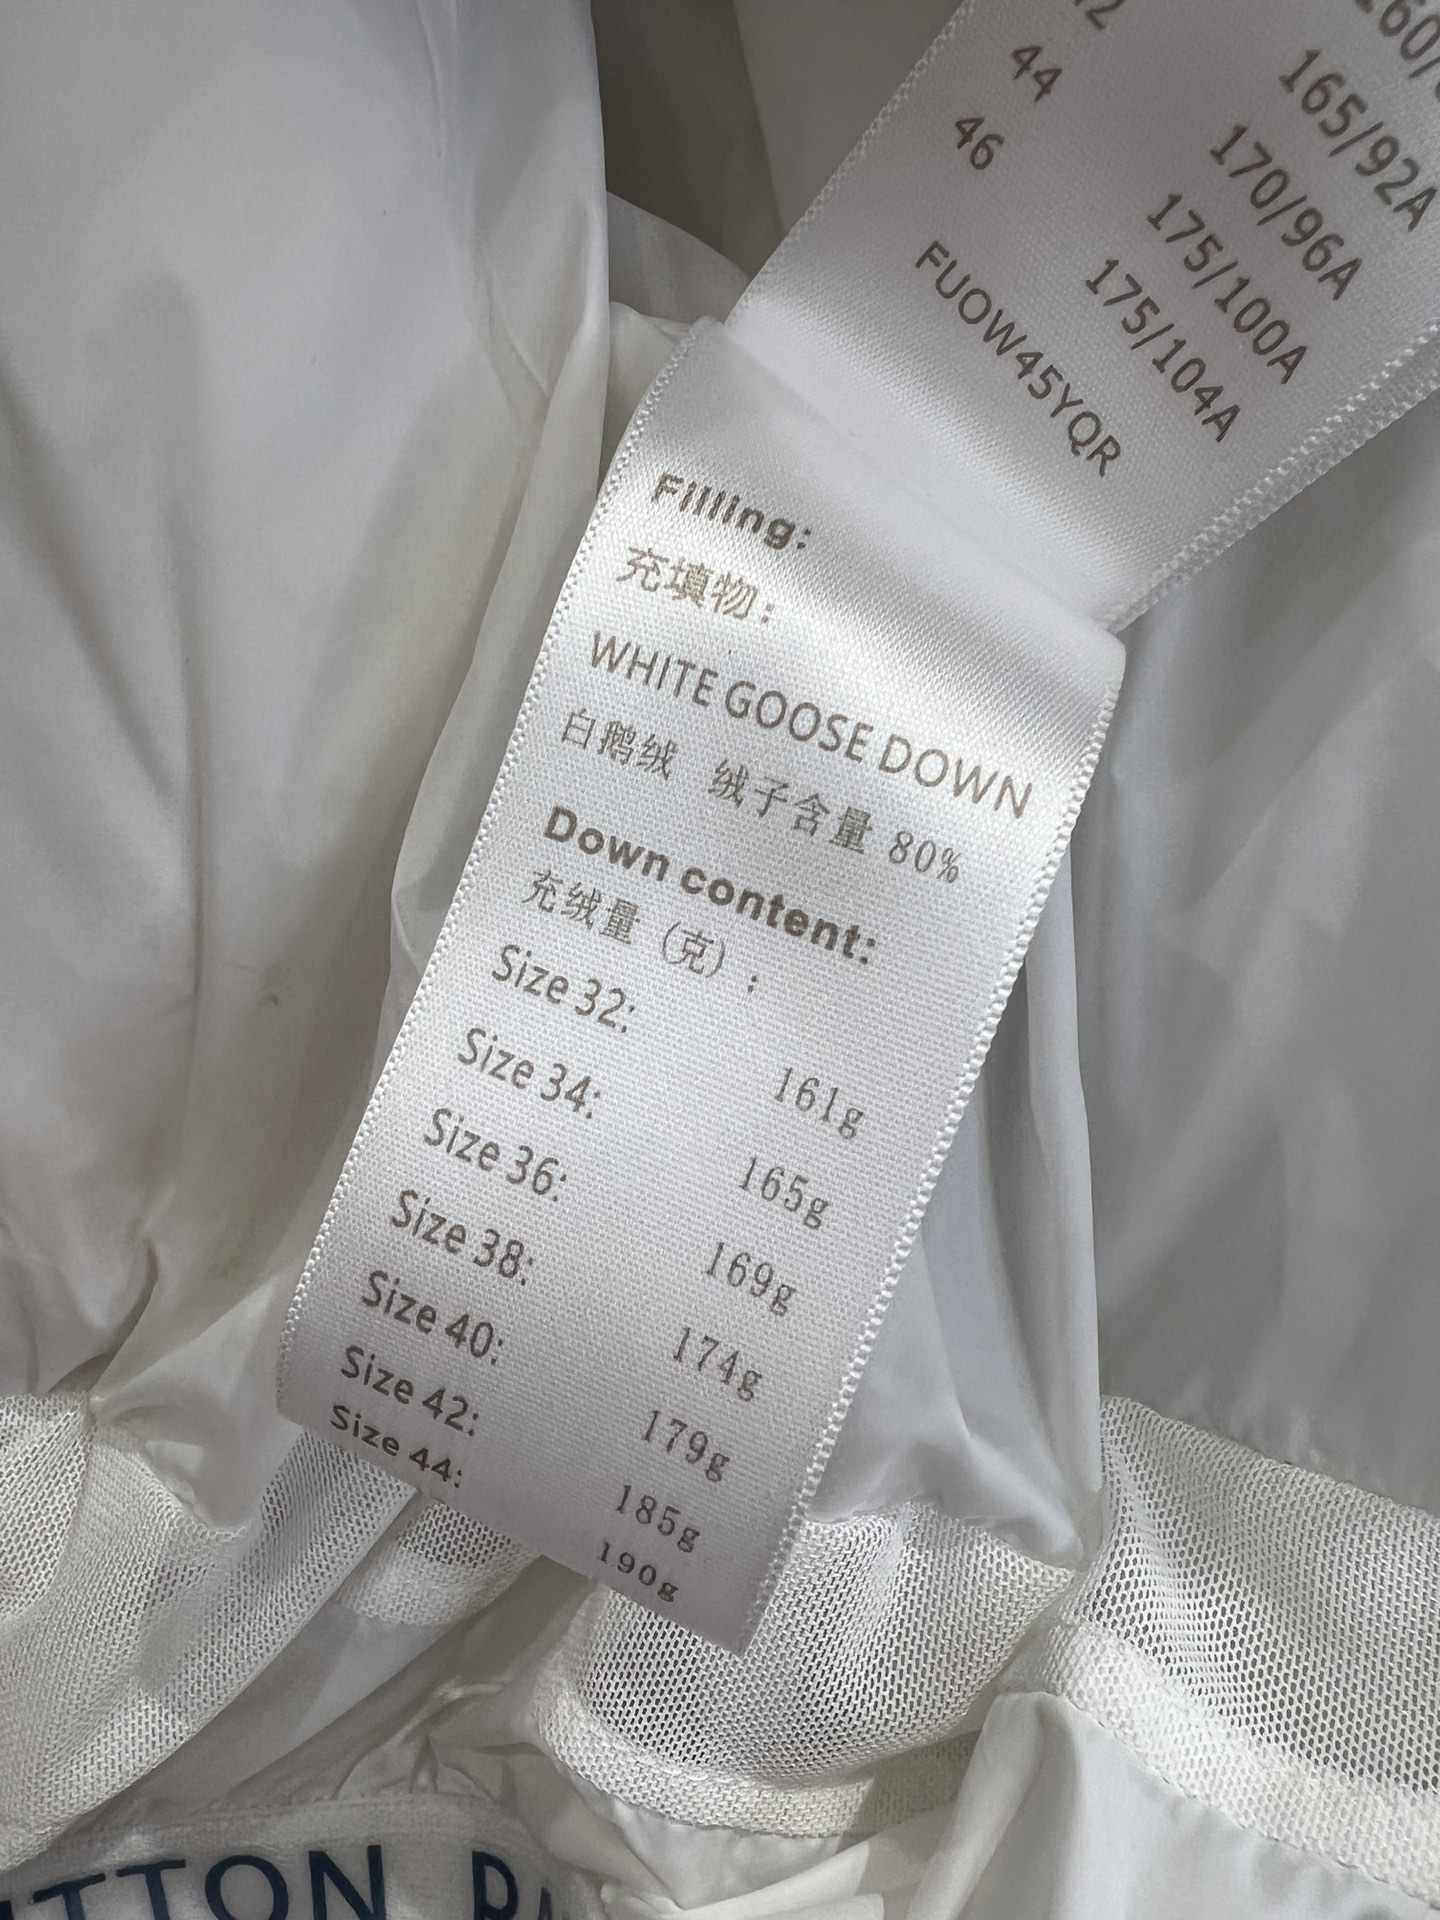 44
46
165/92A
170/96A
175/100A
175/104A
FUOW45YQR
Filling:
充填物:
WHITE GOOSE DOWN
白鹅绒 绒子含量 80%
Down content:
充绒量 (克) :
Size 32: 161g
Size 34: 165g
Size 36: 169g
Size 38: 174g
Size 40: 179g
Size 42: 185g
Size 44: 190g